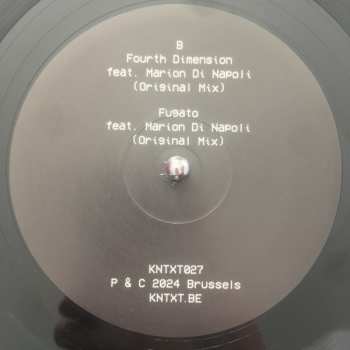 B
Fourth Dimension
feat. Marion Di Napoli
(Original Mix)
Fugato
feat. Marion Di Napoli
(Original Mix)
KNTXT027
P & C 2024 Brussels
KNTXT.BE